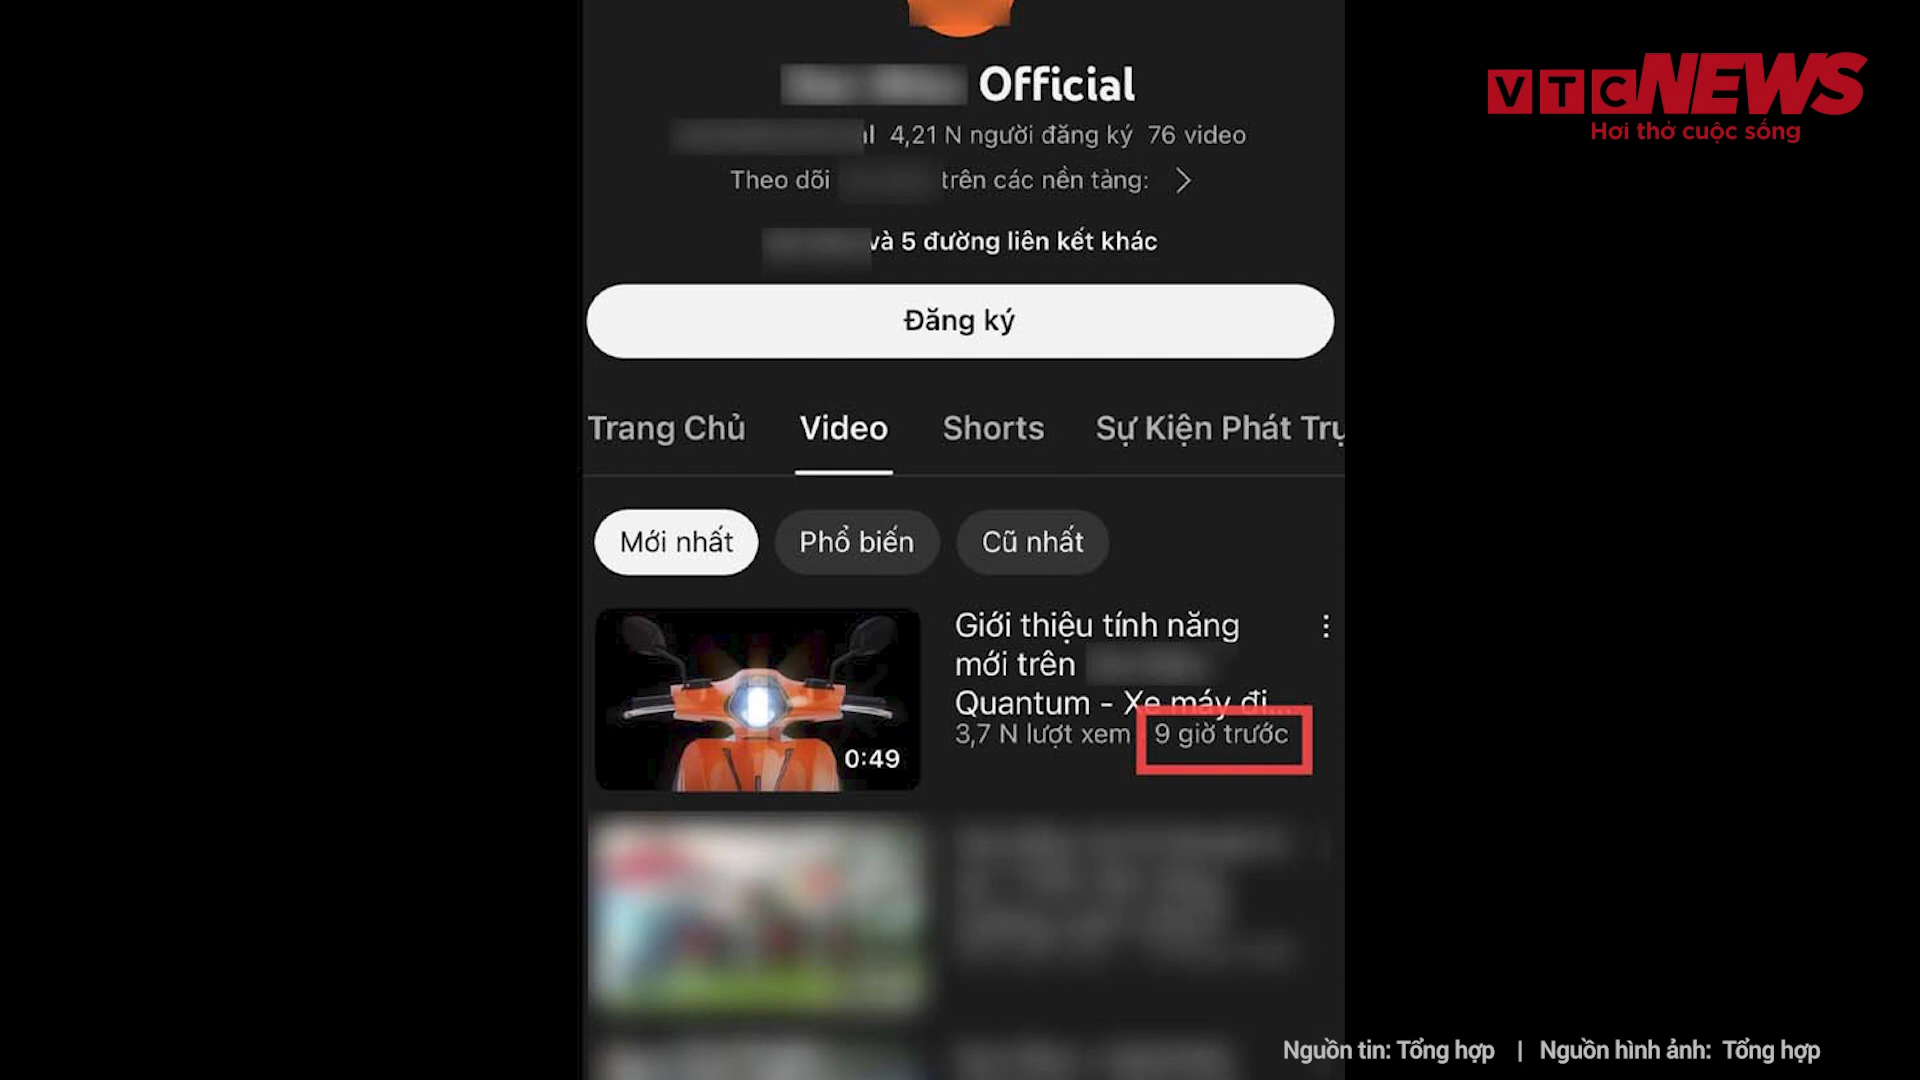 VTC NEWS
Hơi thở cuộc sống
Official
4,21 N người đăng ký 76 video
Theo dõi trên các nền tảng:
và 5 đường liên kết khác
Đăng ký
Trang Chủ Video Shorts Sự Kiện Phát Trự
Mới nhất Phổ biến Cũ nhất
Giới thiệu tính năng
mới trên
Quantum - Xe máy đi...
3,7 N lượt xem 9 giờ trước
0:49
Nguồn tin: Tổng hợp | Nguồn hình ảnh: Tổng hợp